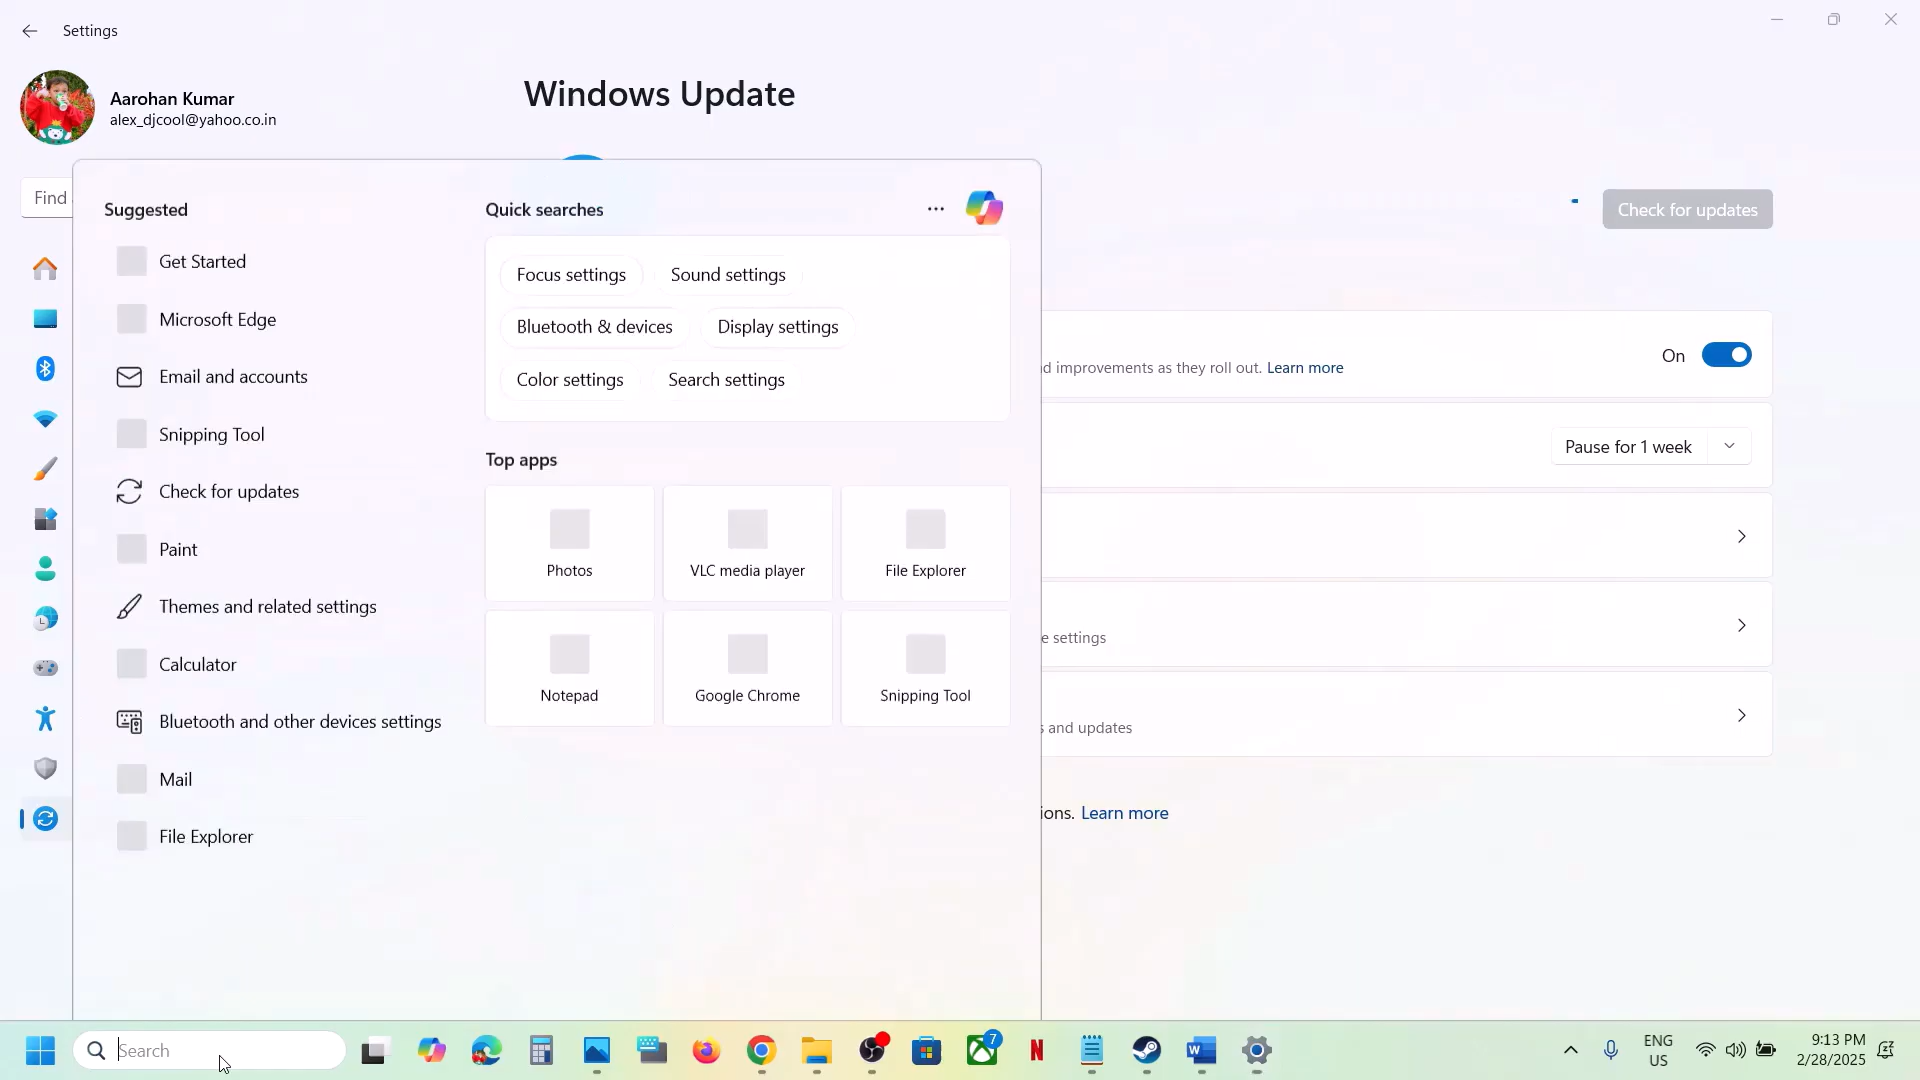 Settings
Aarohan Kumar
alex_djcool@yahoo.co.in
Windows Update
Find
Check for updates
Suggested
Get Started
Microsoft Edge
Email and accounts
Snipping Tool
Check for updates
Paint
Themes and related settings
Calculator
Bluetooth and other devices settings
Mail
File Explorer
Quick searches
Focus settings
Sound settings
Bluetooth & devices
Display settings
Color settings
Search settings
Top apps
Photos
VLC media player
File Explorer
Notepad
Google Chrome
Snipping Tool
d improvements as they roll out. Learn more
On
Pause for 1 week
e settings
s and updates
ions. Learn more
Search
7
N
W
ENG
US
9:13 PM
2/28/2025